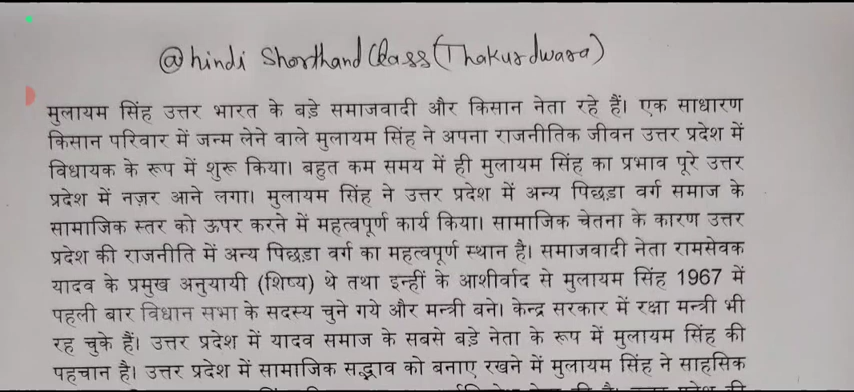 @hindi Shorthand Class(Thakurdwara)
मुलायम सिंह उत्तर भारत के बड़े समाजवादी और किसान नेता रहे हैं। एक साधारण
किसान परिवार में जन्म लेने वाले मुलायम सिंह ने अपना राजनीतिक जीवन उत्तर प्रदेश में
विधायक के रूप में शुरू किया। बहुत कम समय में ही मुलायम सिंह का प्रभाव पूरे उत्तर
प्रदेश में नज़र आने लगा। मुलायम सिंह ने उत्तर प्रदेश में अन्य पिछड़ा वर्ग समाज के
सामाजिक स्तर को ऊपर करने में महत्वपूर्ण कार्य किया। सामाजिक चेतना के कारण उत्तर
प्रदेश की राजनीति में अन्य पिछड़ा वर्ग का महत्वपूर्ण स्थान है। समाजवादी नेता रामसेवक
यादव के प्रमुख अनुयायी (शिष्य) थे तथा इन्हीं के आशीर्वाद से मुलायम सिंह 1967 में
पहली बार विधान सभा के सदस्य चुने गये और मन्त्री बने। केन्द्र सरकार में रक्षा मन्त्री भी
रह चुके हैं। उत्तर प्रदेश में यादव समाज के सबसे बड़े नेता के रूप में मुलायम सिंह की
पहचान है। उत्तर प्रदेश में सामाजिक सद्भाव को बनाए रखने में मुलायम सिंह ने साहसिक